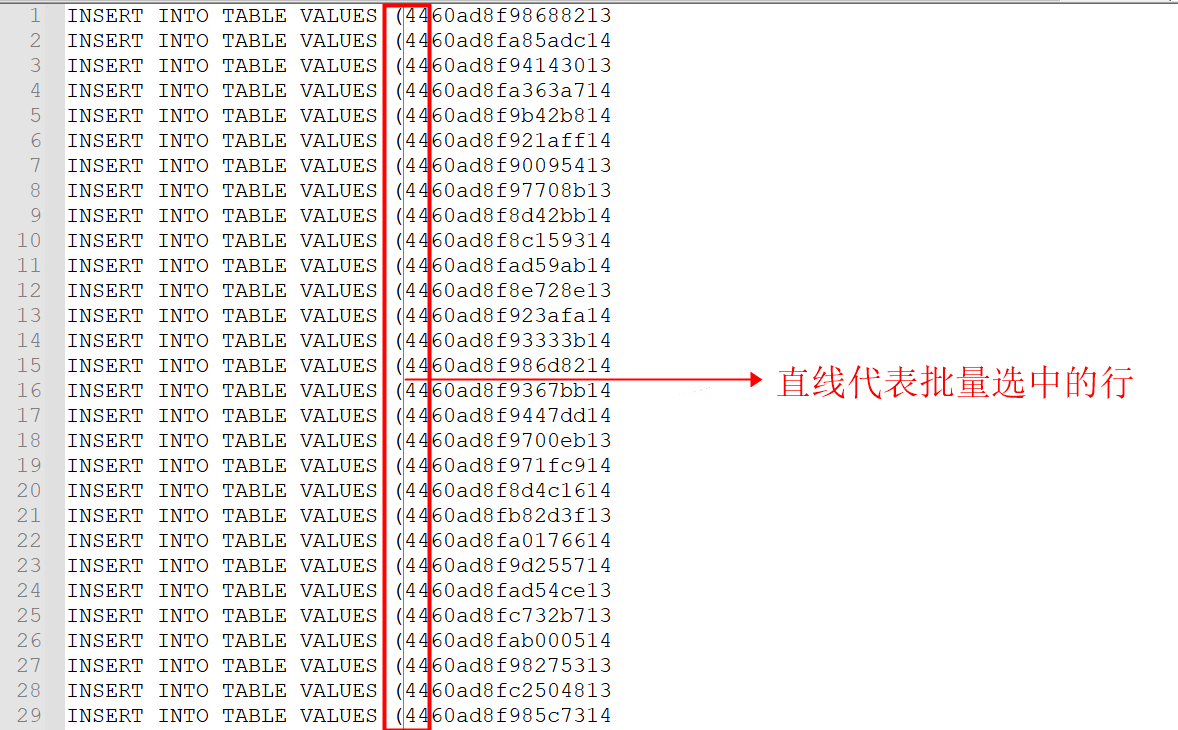 1 INSERT INTO TABLE VALUES (4460ad8f98688213
2 INSERT INTO TABLE VALUES (4460ad8fa85adc14
3 INSERT INTO TABLE VALUES (4460ad8f94143013
4 INSERT INTO TABLE VALUES (4460ad8fa363a714
5 INSERT INTO TABLE VALUES (4460ad8f9b42b814
6 INSERT INTO TABLE VALUES (4460ad8f921aff14
7 INSERT INTO TABLE VALUES (4460ad8f90095413
8 INSERT INTO TABLE VALUES (4460ad8f97708b13
9 INSERT INTO TABLE VALUES (4460ad8f8d42bb14
10 INSERT INTO TABLE VALUES (4460ad8f8c159314
11 INSERT INTO TABLE VALUES (4460ad8fad59ab14
12 INSERT INTO TABLE VALUES (4460ad8f8e728e13
13 INSERT INTO TABLE VALUES (4460ad8f923afa14
14 INSERT INTO TABLE VALUES (4460ad8f93333b14
15 INSERT INTO TABLE VALUES (4460ad8f986d8214
16 INSERT INTO TABLE VALUES (4460ad8f9367bb14
直线代表批量选中的行
17 INSERT INTO TABLE VALUES (4460ad8f9447dd14
18 INSERT INTO TABLE VALUES (4460ad8f9700eb13
19 INSERT INTO TABLE VALUES (4460ad8f971fc914
20 INSERT INTO TABLE VALUES (4460ad8f8d4c1614
21 INSERT INTO TABLE VALUES (4460ad8fb82d3f13
22 INSERT INTO TABLE VALUES (4460ad8fa0176614
23 INSERT INTO TABLE VALUES (4460ad8f9d255714
24 INSERT INTO TABLE VALUES (4460ad8fad54ce13
25 INSERT INTO TABLE VALUES (4460ad8fc732b713
26 INSERT INTO TABLE VALUES (4460ad8fab000514
27 INSERT INTO TABLE VALUES (4460ad8f98275313
28 INSERT INTO TABLE VALUES (4460ad8fc2504813
29 INSERT INTO TABLE VALUES (4460ad8f985c7314